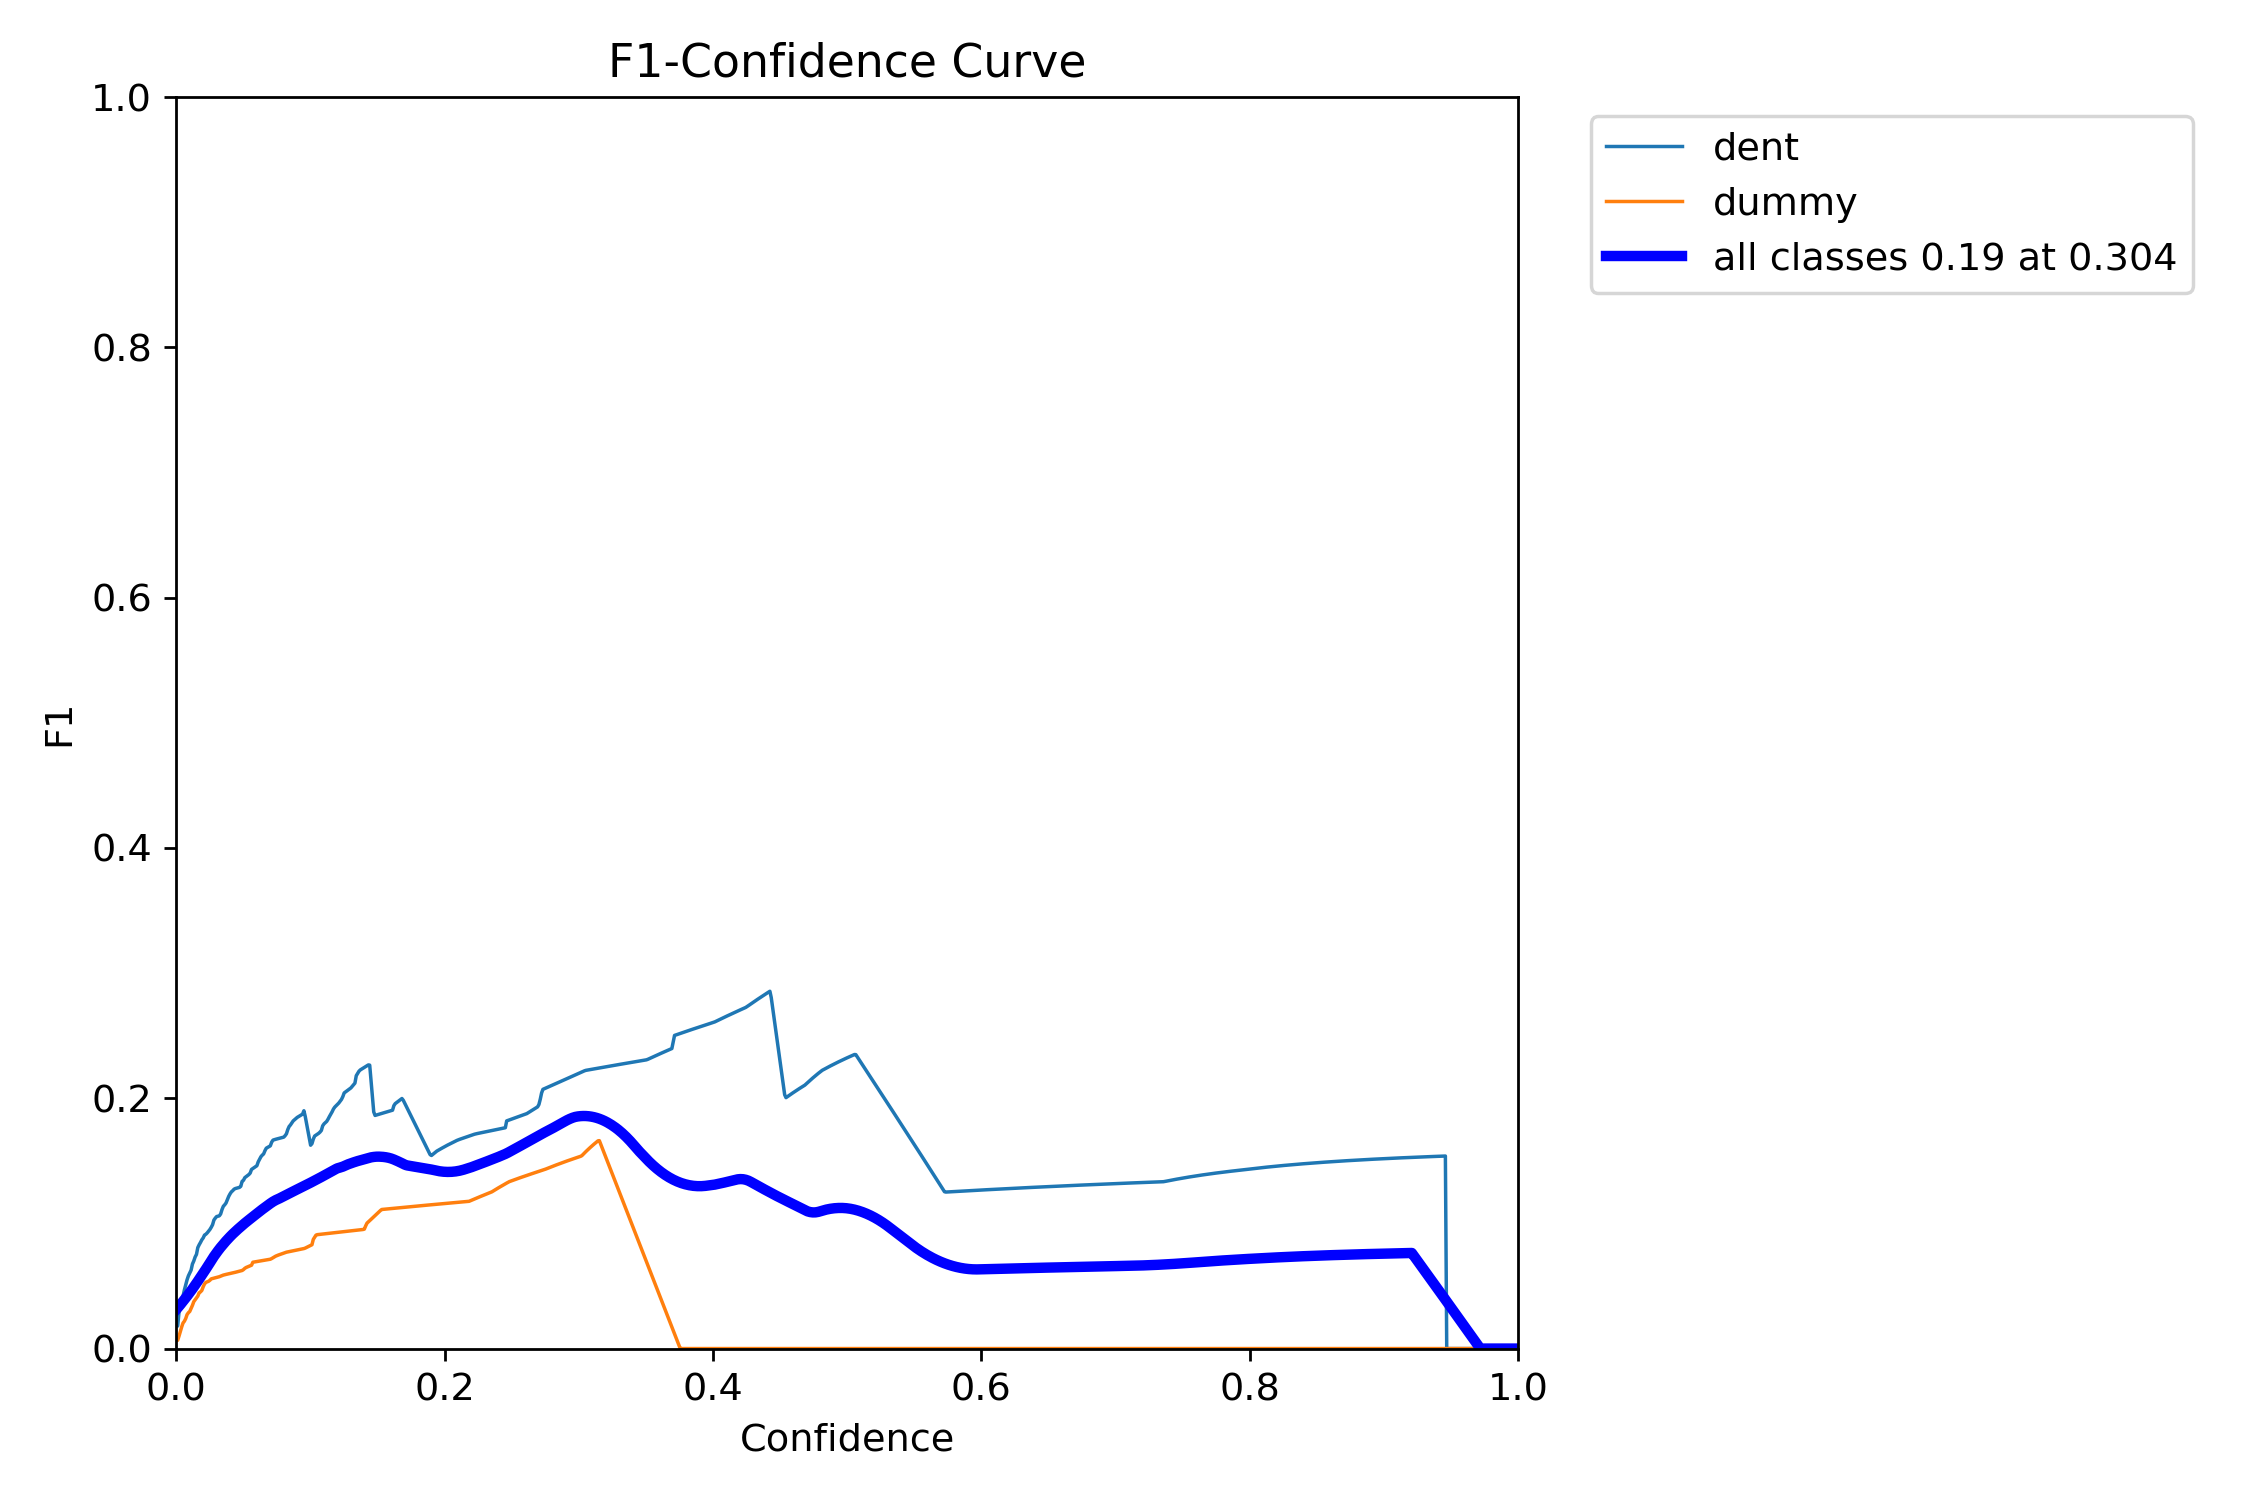 F1-Confidence Curve
1.0
0.8
0.6
0.4
0.2
0.0
F1
0.0 0.2 0.4 0.6 0.8 1.0
Confidence
dent
dummy
all classes 0.19 at 0.304